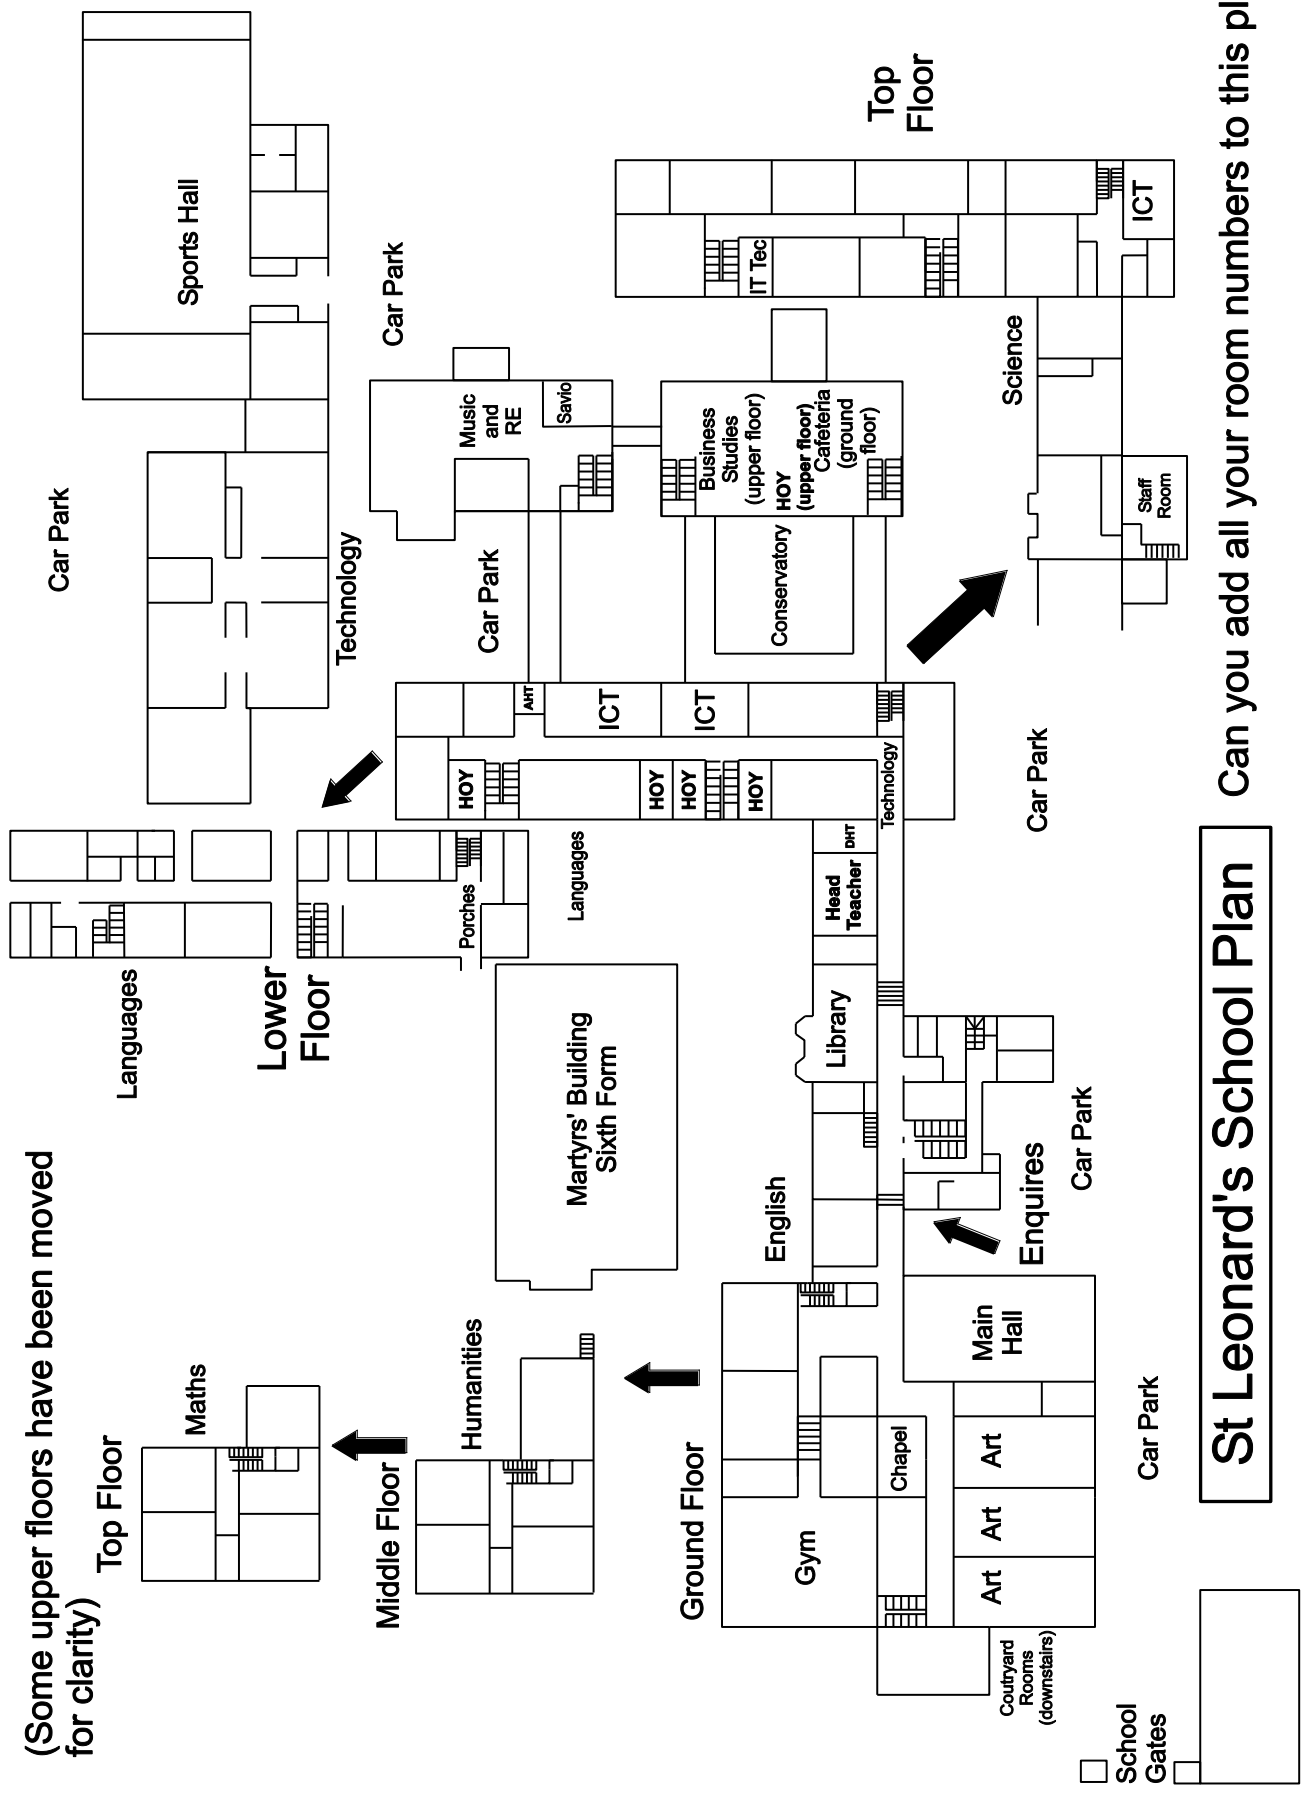 (Some upper floors have been moved
for clarity)
Top Floor
Maths
Middle Floor
Humanities
Ground Floor
Gym
Chapel
Art
Art
Art
Main
Hall
Coutryard
Rooms
(downstairs)
School
Gates
Car Park
English
Enquires
Car Park
Library
Head
Teacher
DHT
Martyrs' Building
Sixth Form
Languages
Lower
Floor
Porches
Languages
Technology
HOY
HOY
HOY
HOY
AHT
ICT
ICT
Car Park
Car Park
Technology
Car Park
Sports Hall
Car Park
Music
and
RE
Savio
Conservatory
Business
Studies
(upper floor)
HOY
(upper floor)
Cafeteria
(ground
floor)
Staff
Room
Science
IT Tec
ICT
Top
Floor
St Leonard's School Plan
Can you add all your room numbers to this pl